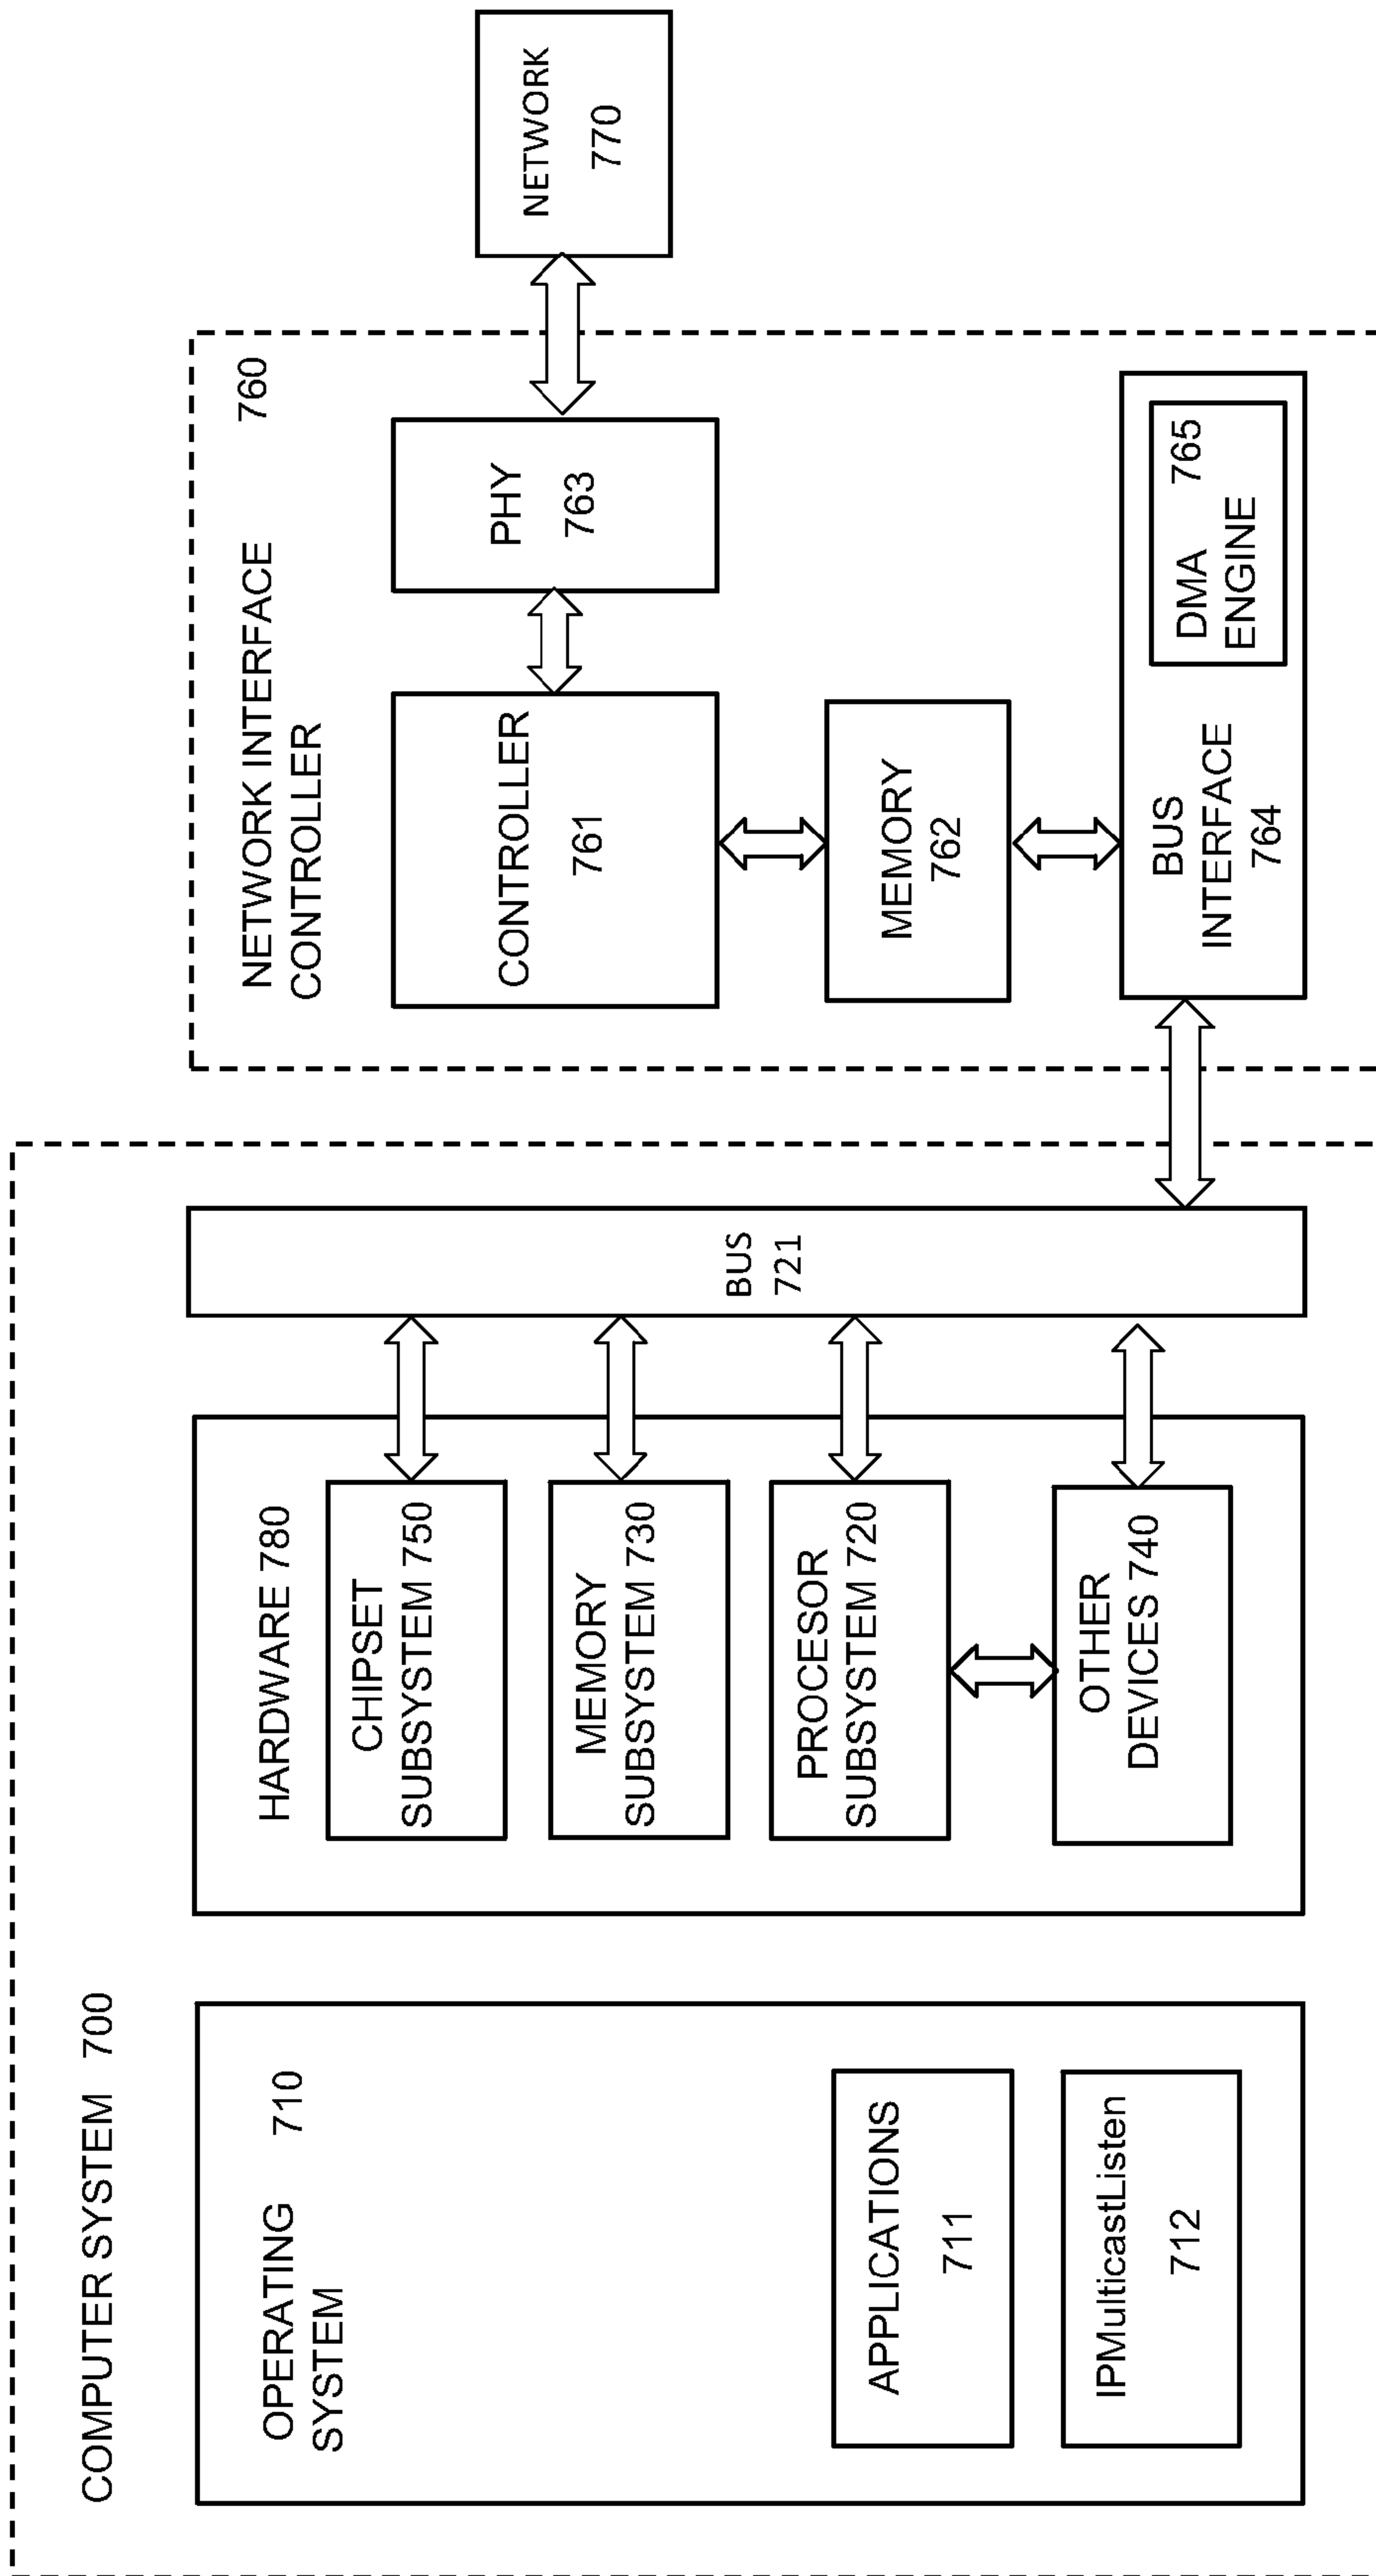 COMPUTER SYSTEM 700
OPERATING 710
SYSTEM
APPLICATIONS
711
IPMulticastListen
712
HARDWARE 780
CHIPSET
SUBSYSTEM 750
MEMORY
SUBSYSTEM 730
PROCESOR
SUBSYSTEM 720
OTHER
DEVICES 740
BUS
721
NETWORK INTERFACE 760
CONTROLLER
CONTROLLER
761
PHY
763
MEMORY
762
BUS
INTERFACE
764
DMA 765
ENGINE
NETWORK
770